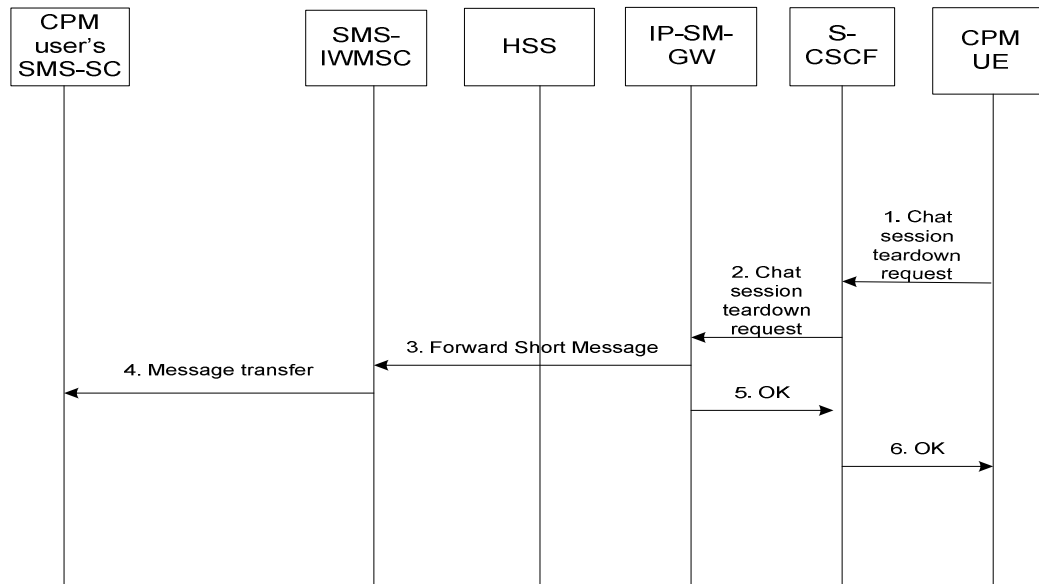 CPM
user's
SMS-SC
SMS-
IWMSC
HSS
IP-SM-
GW
S-
CSCF
CPM
UE
1. Chat
session
teardown
request
2. Chat
session
teardown
request
3. Forward Short Message
4. Message transfer
5. OK
6. OK